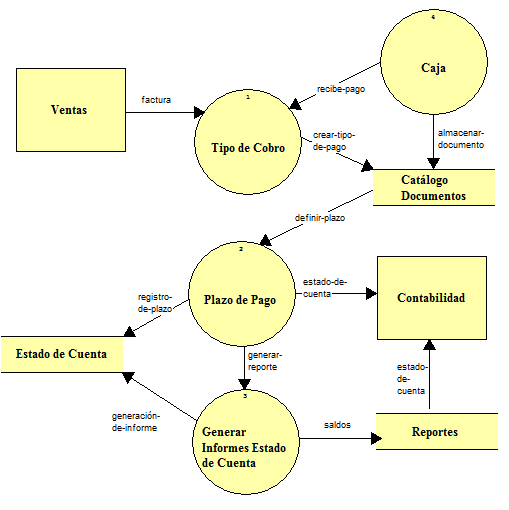 4
Caja
recibe-pago
Ventas
factura
1
Tipo de Cobro
crear-tipo-
de-pago
almacenar-
documento
Catálogo
Documentos
definir-plazo
2
Plazo de Pago
estado-de-
cuenta
Contabilidad
registro-
de-plazo
Estado de Cuenta
generar-
reporte
estado-
de-
cuenta
generación-
de-informe
3
Generar
Informes Estado
de Cuenta
saldos
Reportes